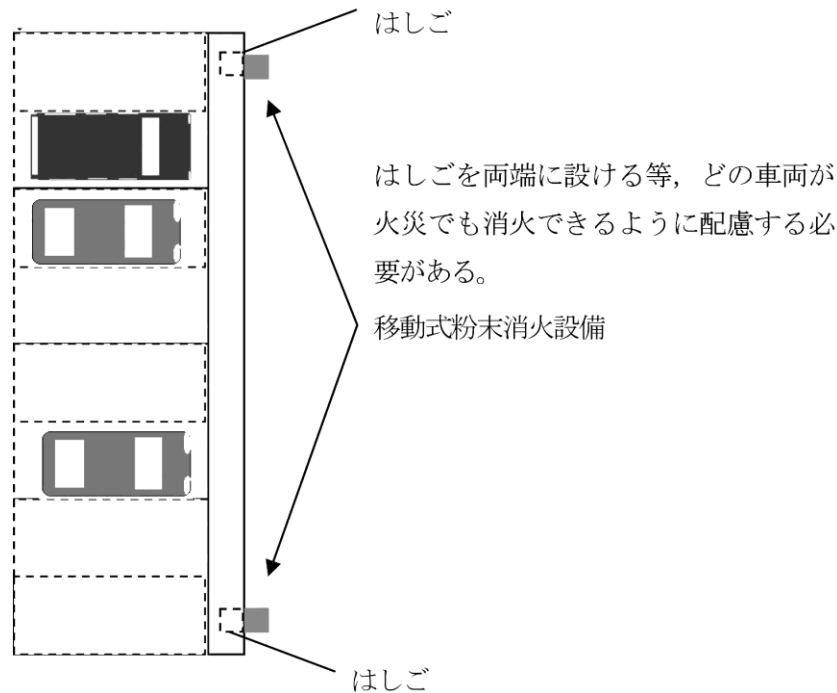 はしご
はしごを両端に設ける等，どの車両が
火災でも消火できるように配慮する必
要がある。
移動式粉末消火設備
はしご